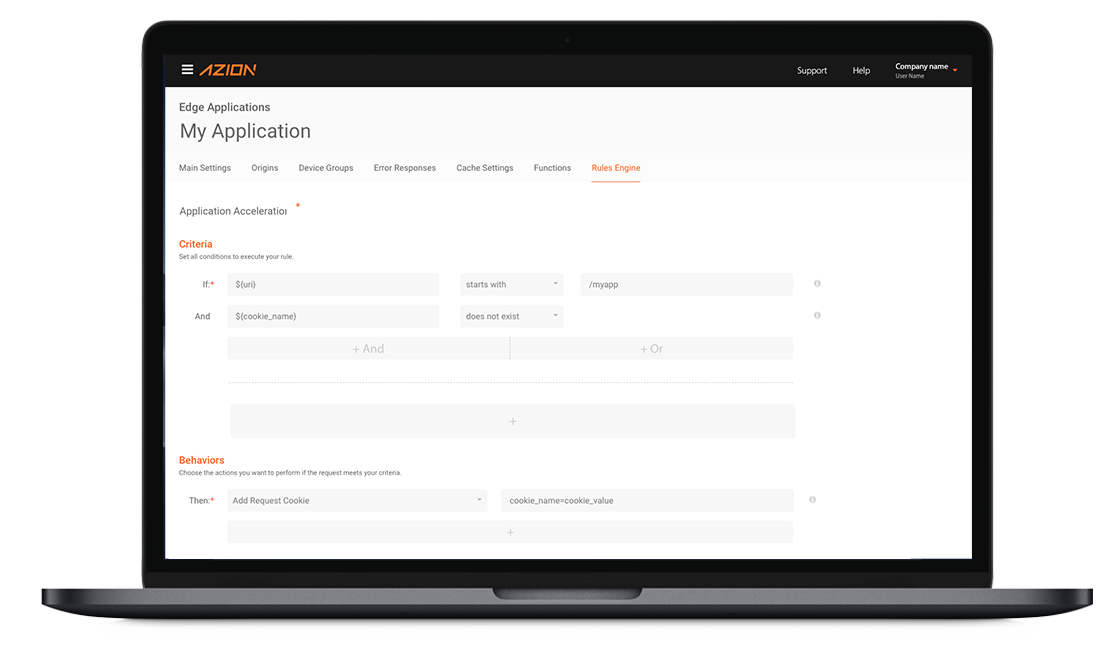 AZION
Support Help Company name
User Name
Edge Applications
My Application
Main Settings Origins Device Groups Error Responses Cache Settings Functions Rules Engine
Application Acceleration *
Criteria
Set all conditions to execute your rule.
If:* ${uri} starts with /myapp
And ${cookie_name} does not exist
+ And + Or
+
Behaviors
Choose the actions you want to perform if the request meets your criteria.
Then:* Add Request Cookie cookie_name=cookie_value
+